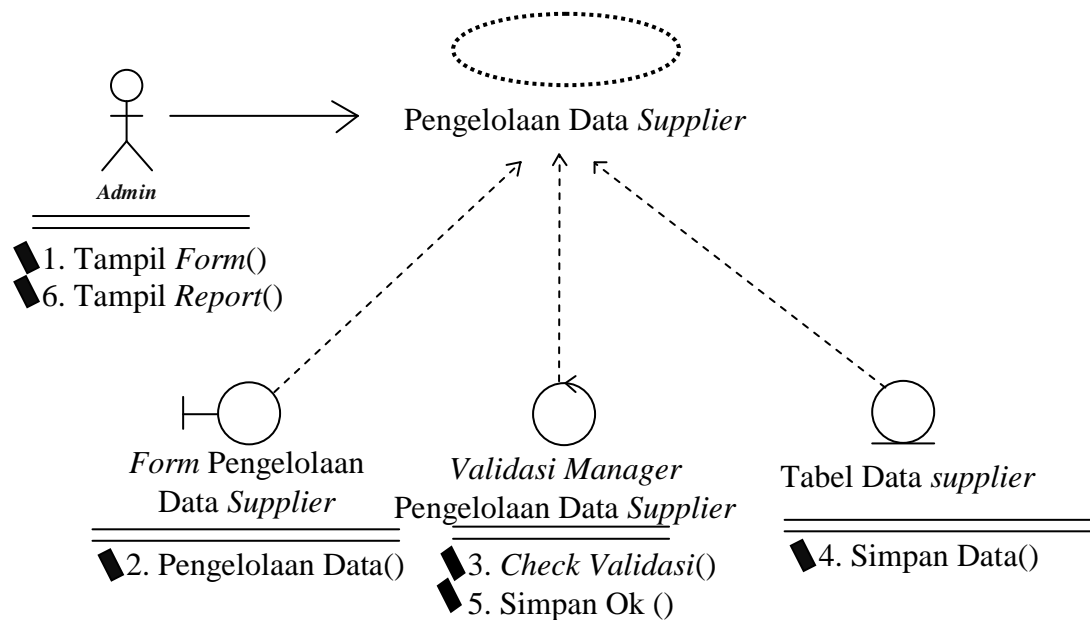 Pengelolaan Data Supplier
Admin
1. Tampil Form()
6. Tampil Report()
Form Pengelolaan
Data Supplier
2. Pengelolaan Data()
Validasi Manager
Pengelolaan Data Supplier
3. Check Validasi()
5. Simpan Ok ()
Tabel Data supplier
4. Simpan Data()